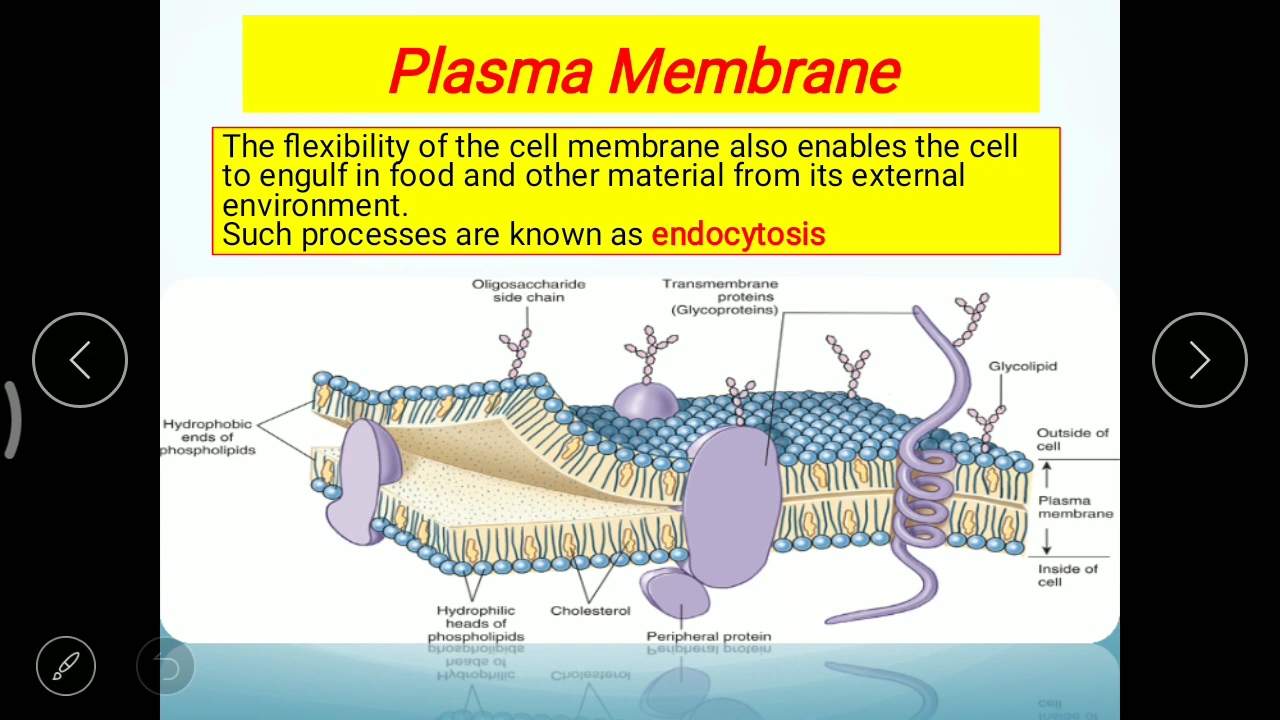 Plasma Membrane
The flexibility of the cell membrane also enables the cell
to engulf in food and other material from its external
environment.
Such processes are known as endocytosis
Oligosaccharide
side chain
Transmembrane
proteins
(Glycoproteins)
Glycolipid
Hydrophobic
ends of
phospholipids
Outside of
cell
Plasma
membrane
Inside of
cell
Hydrophilic
heads of
phospholipids
Cholesterol
Peripheral protein